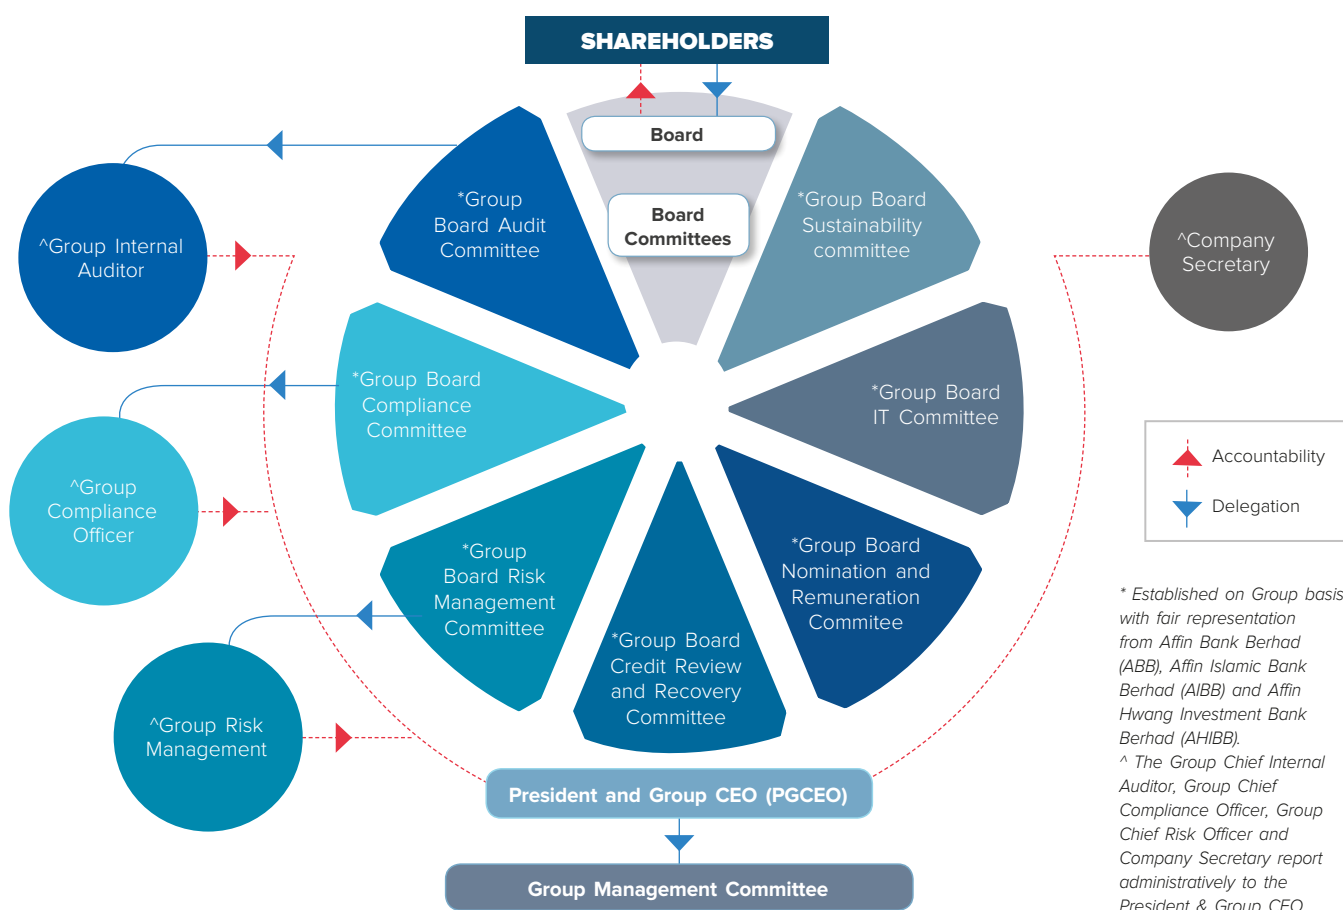 SHAREHOLDERS
Board
Board
Committees
*Group
Board Audit
Committee
*Group Board
Sustainability
committee
^Group Internal
Auditor
^Company
Secretary
*Group Board
Compliance
Committee
*Group Board
IT Committee
^Group
Compliance
Officer
Accountability
Delegation
*Group
Board Risk
Management
Committee
*Group Board
Nomination and
Remuneration
Commitee
*Group Board
Credit Review
and Recovery
Committee
^Group Risk
Management
President and Group CEO (PGCEO)
Group Management Committee
* Established on Group basis
with fair representation
from Affin Bank Berhad
(ABB), Affin Islamic Bank
Berhad (AIBB) and Affin
Hwang Investment Bank
Berhad (AHIBB).
^ The Group Chief Internal
Auditor, Group Chief
Compliance Officer, Group
Chief Risk Officer and
Company Secretary report
administratively to the
President & Group CEO